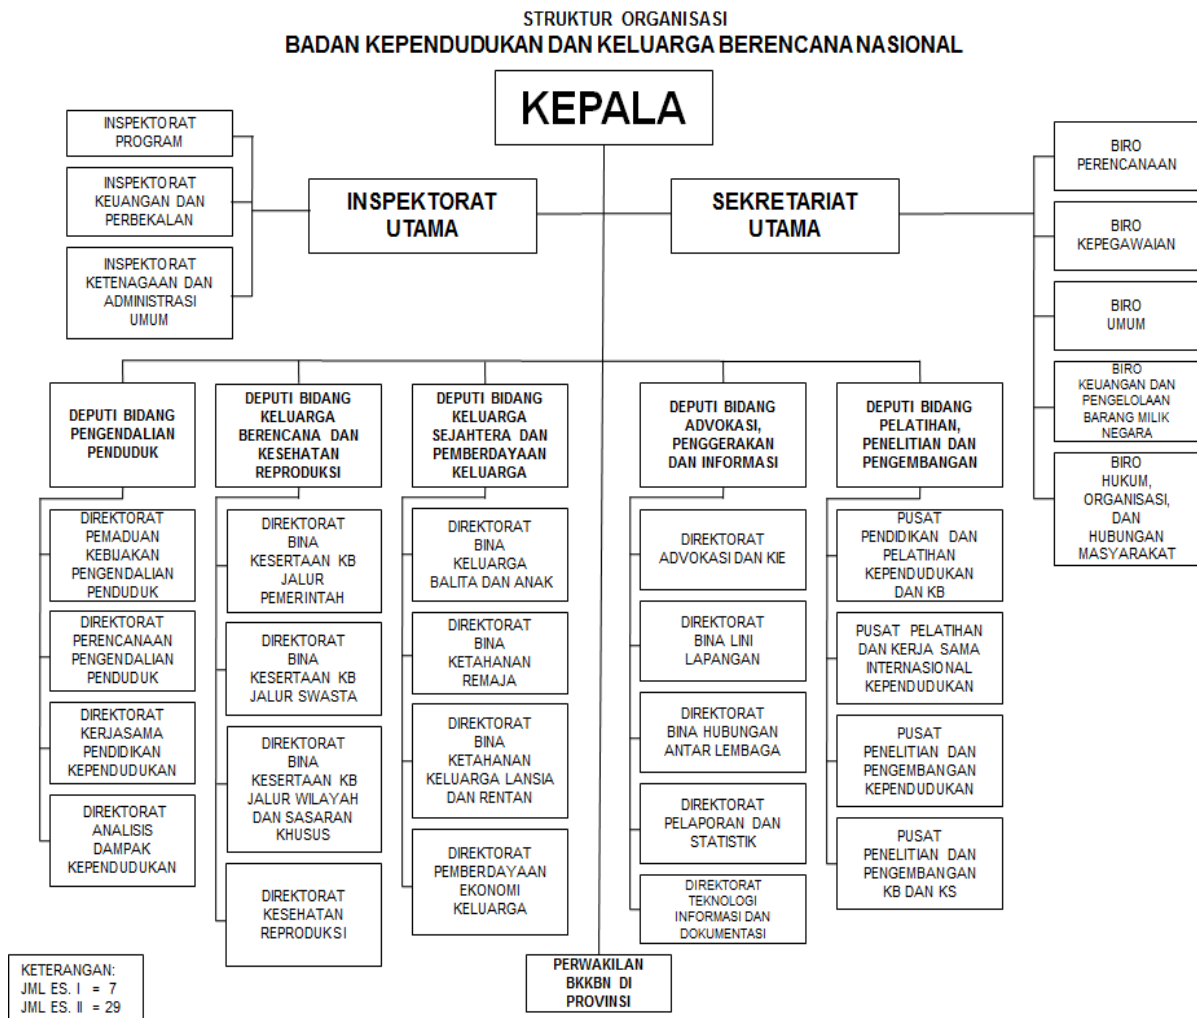 STRUKTUR ORGANISASI
BADAN KEPENDUDUKAN DAN KELUARGA BERENCANA NASIONAL
KEPALA
INSPEKTORAT
PROGRAM
INSPEKTORAT
KEUANGAN DAN
PERBEKALAN
INSPEKTORAT
KETENAGAAN DAN
ADMINISTRASI
UMUM
INSPEKTORAT
UTAMA
SEKRETARIAT
UTAMA
BIRO
PERENCANAAN
BIRO
KEPEGAWAIAN
BIRO
UMUM
BIRO
KEUANGAN DAN
PENGELOLAAN
BARANG MILIK
NEGARA
BIRO
HUKUM,
ORGANISASI,
DAN
HUBUNGAN
MASYARAKAT
DEPUTI BIDANG
PENGENDALIAN
PENDUDUK
DIREKTORAT
PEMADUAN
KEBIJAKAN
PENGENDALIAN
PENDUDUK
DIREKTORAT
PERENCANAAN
PENGENDALIAN
PENDUDUK
DIREKTORAT
KERJASAMA
PENDIDIKAN
KEPENDUDUKAN
DIREKTORAT
ANALISIS
DAMPAK
KEPENDUDUKAN
DEPUTI BIDANG
KELUARGA
BERENCANA DAN
KESEHATAN
REPRODUKSI
DIREKTORAT
BINA
KESERTAAN KB
JALUR
PEMERINTAH
DIREKTORAT
BINA
KESERTAAN KB
JALUR SWASTA
DIREKTORAT
BINA
KESERTAAN KB
JALUR WILAYAH
DAN SASARAN
KHUSUS
DIREKTORAT
KESEHATAN
REPRODUKSI
DEPUTI BIDANG
KELUARGA
SEJAHTERA DAN
PEMBERDAYAAN
KELUARGA
DIREKTORAT
BINA
KELUARGA
BALITA DAN ANAK
DIREKTORAT
BINA
KETAHANAN
REMAJA
DIREKTORAT
BINA
KETAHANAN
KELUARGA LANSIA
DAN RENTAN
DIREKTORAT
PEMBERDAYAAN
EKONOMI
KELUARGA
DEPUTI BIDANG
ADVOKASI,
PENGGERAKAN
DAN INFORMASI
DIREKTORAT
ADVOKASI DAN KIE
DIREKTORAT
BINA LINI
LAPANGAN
DIREKTORAT
BINA HUBUNGAN
ANTAR LEMBAGA
DIREKTORAT
PELAPORAN DAN
STATISTIK
DIREKTORAT
TEKNOLOGI
INFORMASI DAN
DOKUMENTASI
DEPUTI BIDANG
PELATIHAN,
PENELITIAN DAN
PENGEMBANGAN
PUSAT
PENDIDIKAN DAN
PELATIHAN
KEPENDUDUKAN
DAN KB
PUSAT PELATIHAN
DAN KERJA SAMA
INTERNASIONAL
KEPENDUDUKAN
PUSAT
PENELITIAN DAN
PENGEMBANGAN
KEPENDUDUKAN
PUSAT
PENELITIAN DAN
PENGEMBANGAN
KB DAN KS
PERWAKILAN
BKKBN DI
PROVINSI
KETERANGAN:
JML ES. I = 7
JML ES. II = 29